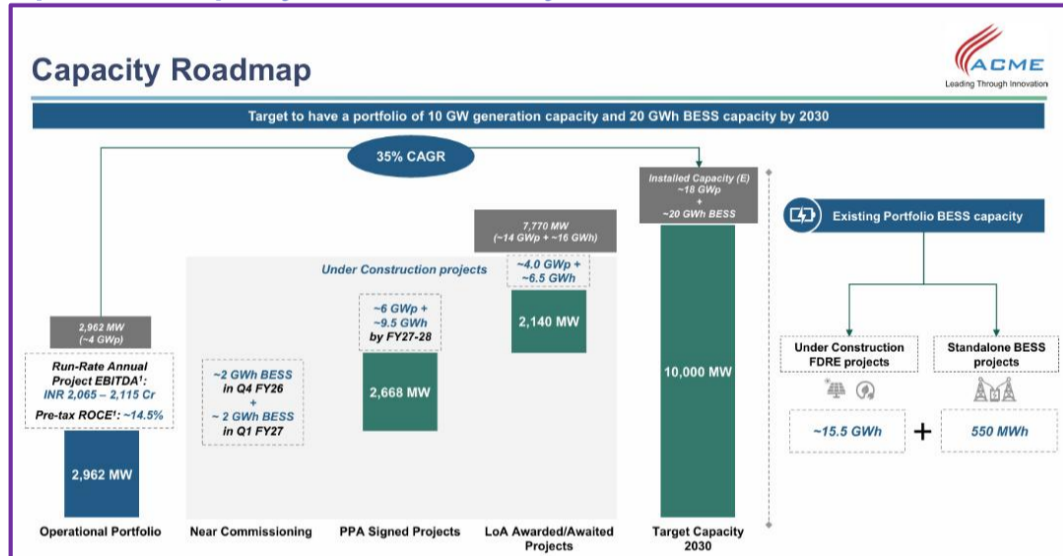 Capacity Roadmap
ACME
Leading Through Innovation
Target to have a portfolio of 10 GW generation capacity and 20 GWh BESS capacity by 2030
35% CAGR
2,962 MW
(~4 GWp)
Run-Rate Annual
Project EBITDA¹:
INR 2,065 – 2,115 Cr
Pre-tax ROCE¹: ~14.5%
2,962 MW
Operational Portfolio
Under Construction projects
~2 GWh BESS
in Q4 FY26
+
~ 2 GWh BESS
in Q1 FY27
Near Commissioning
~6 GWp +
~9.5 GWh
by FY27-28
2,668 MW
PPA Signed Projects
7,770 MW
(~14 GWp + ~16 GWh)
~4.0 GWp +
~6.5 GWh
2,140 MW
LoA Awarded/Awaited
Projects
Installed Capacity (E)
~18 GWp
+
~20 GWh BESS
10,000 MW
Target Capacity
2030
Existing Portfolio BESS capacity
Under Construction
FDRE projects
~15.5 GWh
+
Standalone BESS
projects
550 MWh